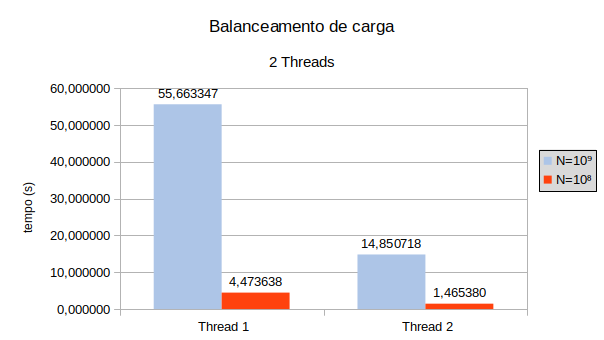 Balanceamento de carga
2 Threads
tempo (s)
60,000000
50,000000
40,000000
30,000000
20,000000
10,000000
0,000000
55,663347
4,473638
14,850718
1,465380
Thread 1
Thread 2
N=10⁹
N=10⁸